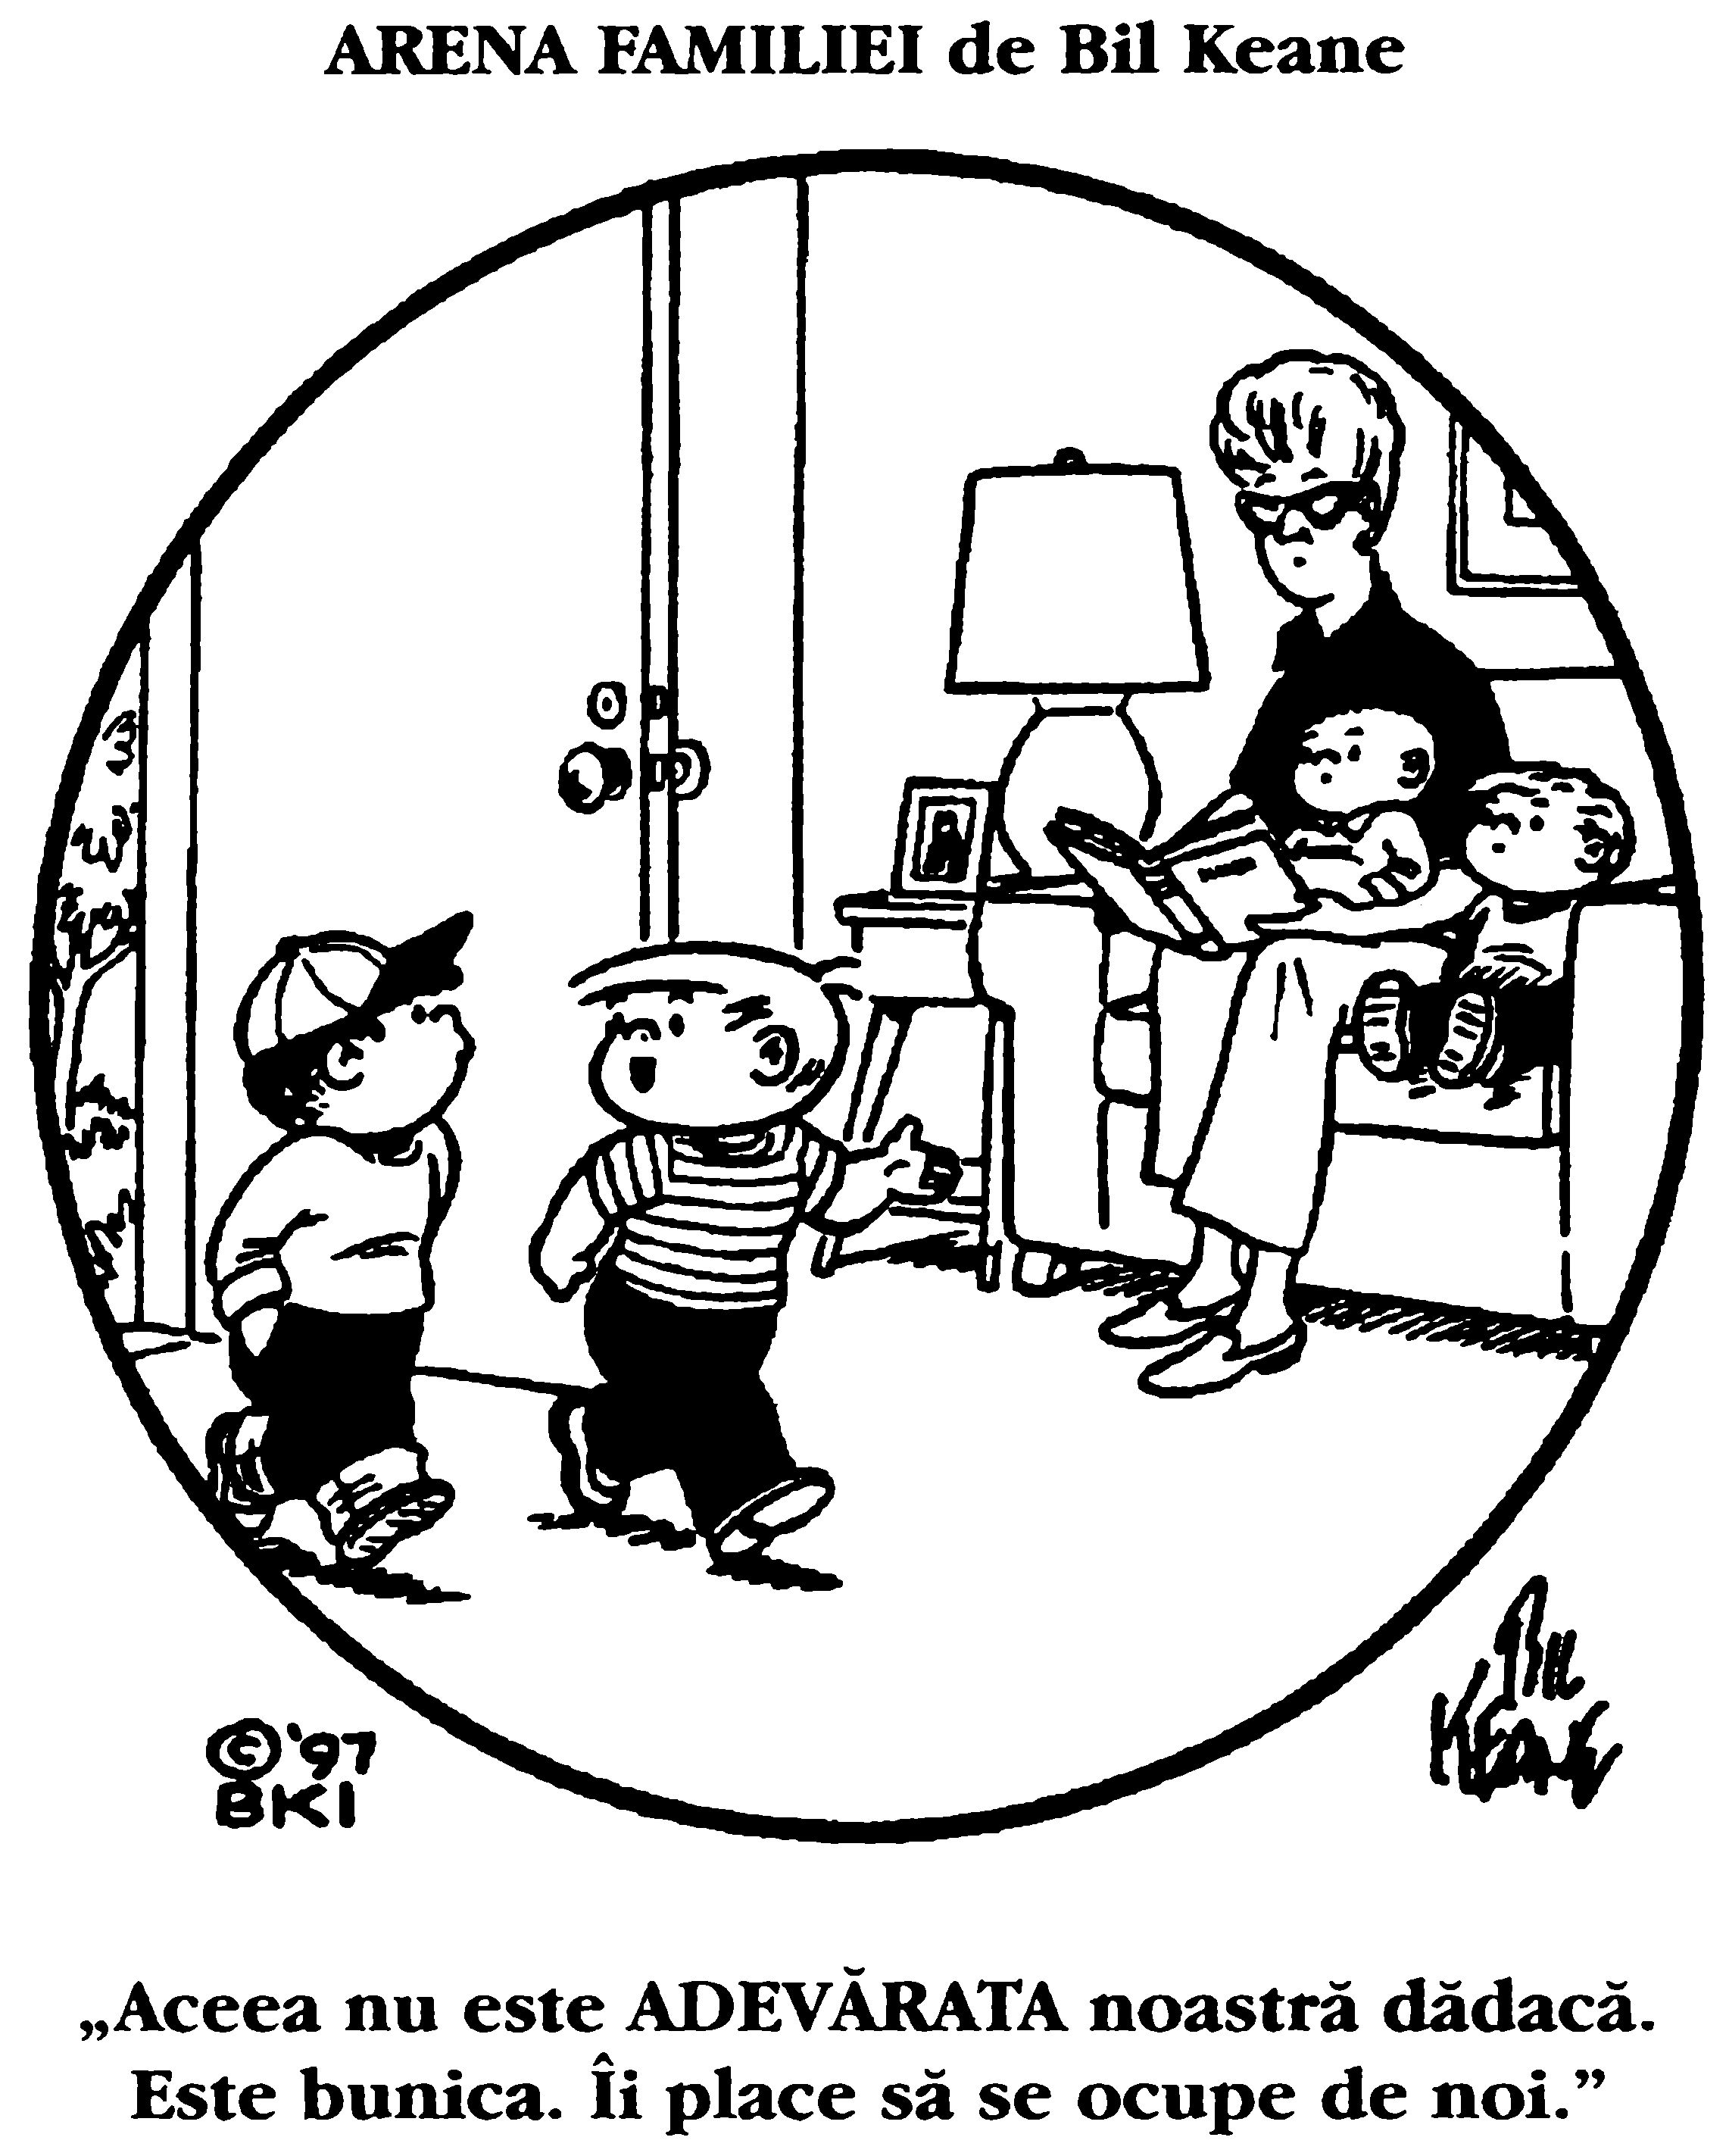 ARENA FAMILIEI de Bil Keane
©'97
BKI
Bil
Keane
„Aceea nu este ADEVĂRATA noastră dădacă.
Este bunica. Îi place să se ocupe de noi.”